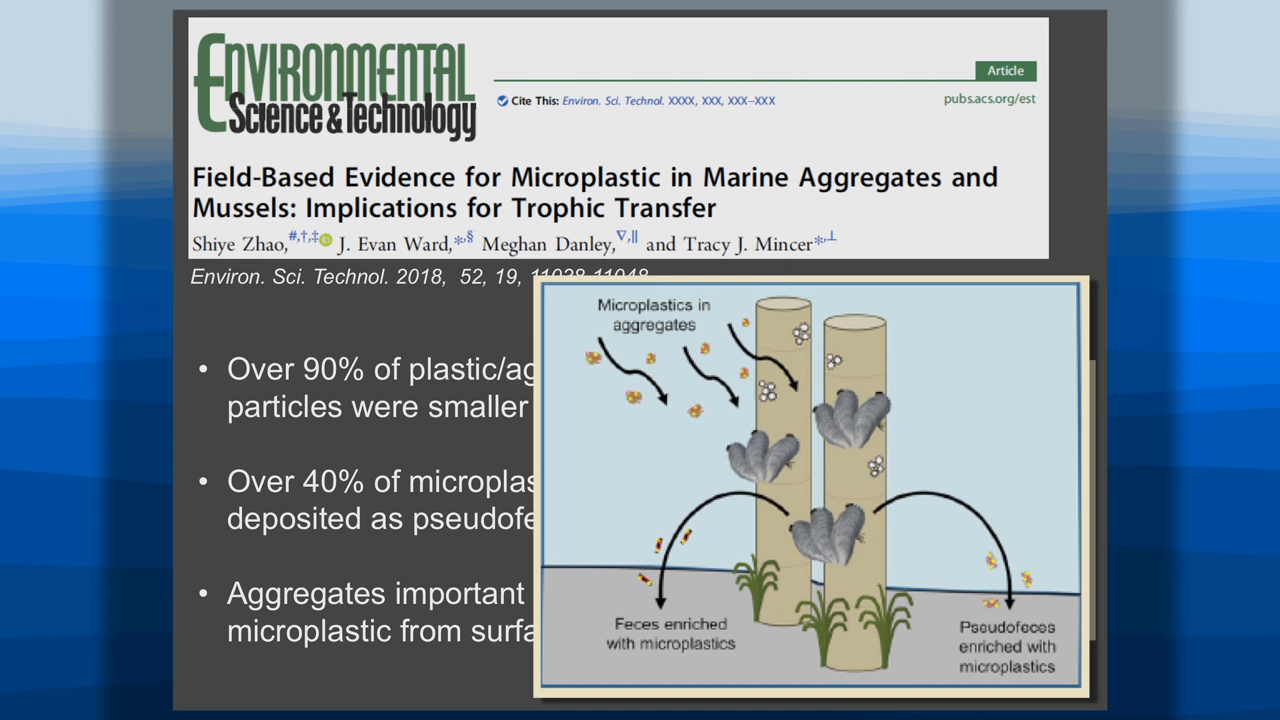 ENVIRONMENTAL
Science & Technology
Article
Cite This: Environ. Sci. Technol. XXXX, XXX, XXX−XXX
pubs.acs.org/est
Field-Based Evidence for Microplastic in Marine Aggregates and
Mussels: Implications for Trophic Transfer
Shiye Zhao,#,†,‡ J. Evan Ward,*,§ Meghan Danley,∇,∥ and Tracy J. Mincer*,⊥
Environ. Sci. Technol. 2018, 52, 19, 11038-11048
• Over 90% of plastic/ag
particles were smaller
• Over 40% of microplas
deposited as pseudofe
• Aggregates important
microplastic from surfa
Microplastics in
aggregates
Feces enriched
with microplastics
Pseudofeces
enriched with
microplastics